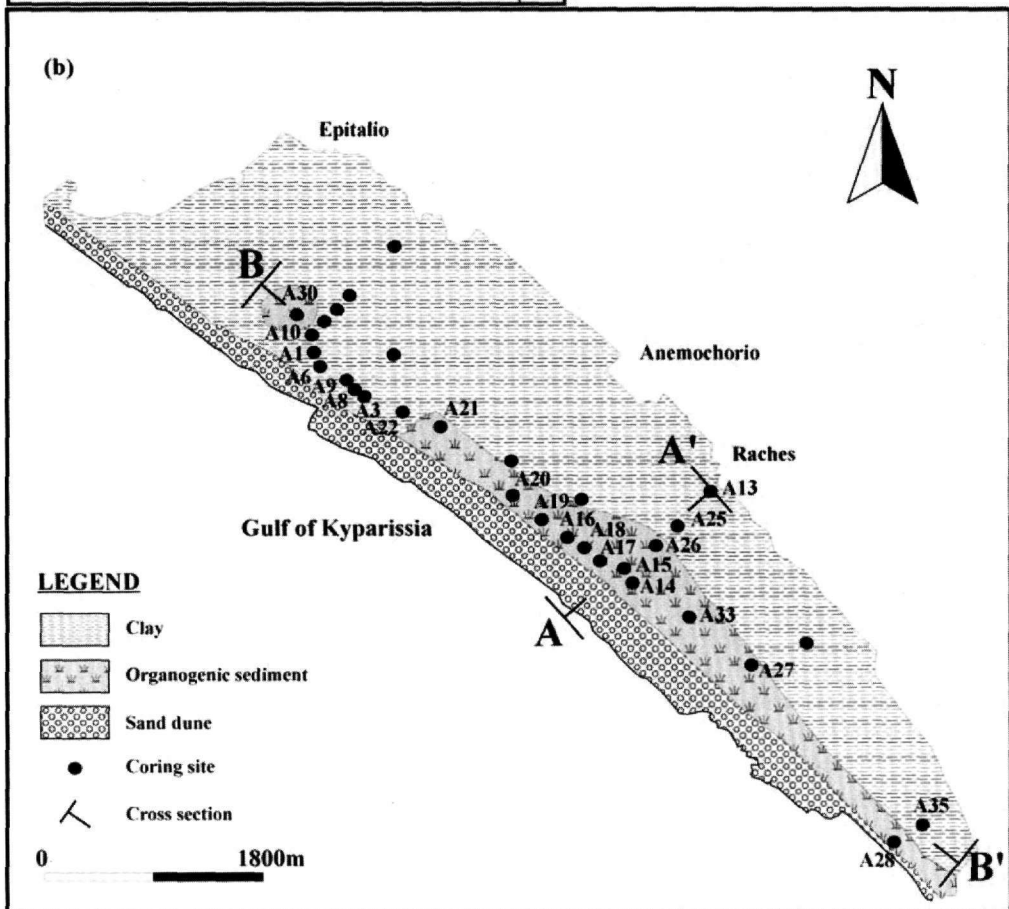 (b)
N
Epitalio
B
A30
A10
A1
A6
A9
A8
A3
A22
A21
Anemochorio
A'
Raches
A13
A20
A19
A25
A16
A18
A26
A17
A15
A14
Gulf of Kyparissia
A
A33
A27
LEGEND
Clay
Organogenic sediment
Sand dune
Coring site
Cross section
A35
A28
B'
0 1800m